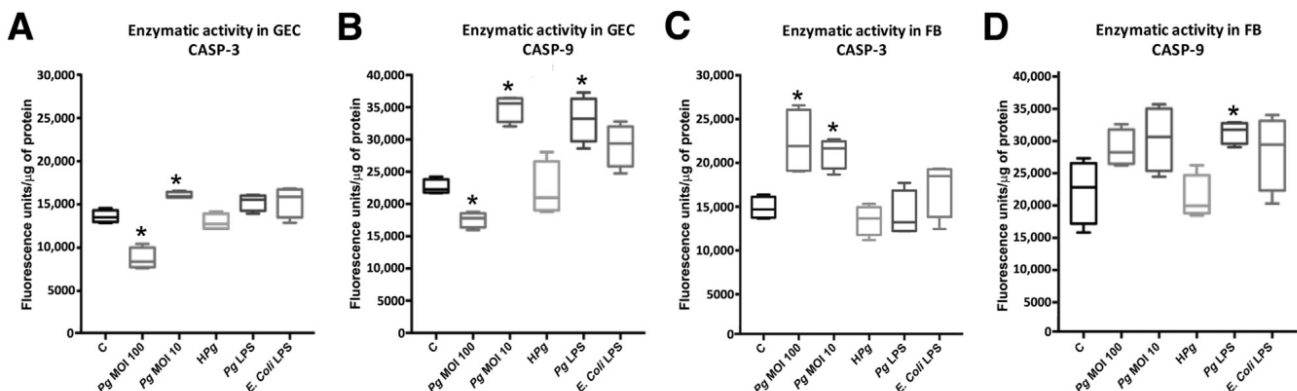 A
Enzymatic activity in GEC
CASP-3
Fluorescence units/µg of protein
30,000
25,000
20,000
15,000
10,000
5000
0
*
*
C
Pg MOI 100
Pg MOI 10
HPg
Pg LPS
E. Coli LPS
B
Enzymatic activity in GEC
CASP-9
Fluorescence units/µg of protein
40,000
35,000
30,000
25,000
20,000
15,000
10,000
5000
0
*
*
*
C
Pg MOI 100
Pg MOI 10
HPg
Pg LPS
E. Coli LPS
C
Enzymatic activity in FB
CASP-3
Fluorescence units/µg of protein
30,000
25,000
20,000
15,000
10,000
5000
0
*
*
C
Pg MOI 100
Pg MOI 10
HPg
Pg LPS
E. Coli LPS
D
Enzymatic activity in FB
CASP-9
Fluorescence units/µg of protein
40,000
35,000
30,000
25,000
20,000
15,000
10,000
5000
0
*
C
Pg MOI 100
Pg MOI 10
HPg
Pg LPS
E. Coli LPS